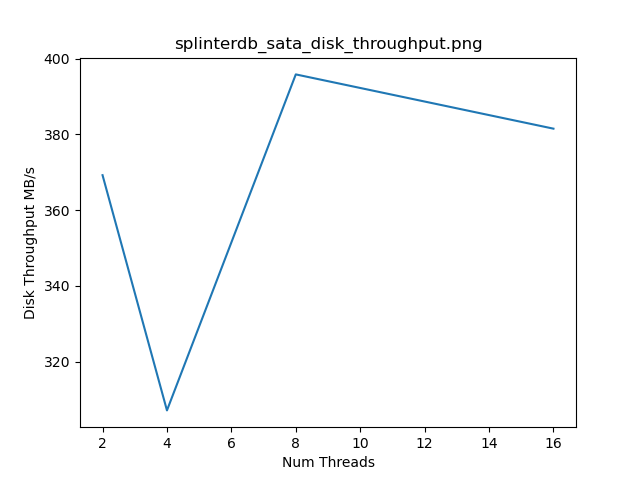 splinterdb_sata_disk_throughput.png
400
380
360
340
320
Disk Throughput MB/s
2 4 6 8 10 12 14 16
Num Threads